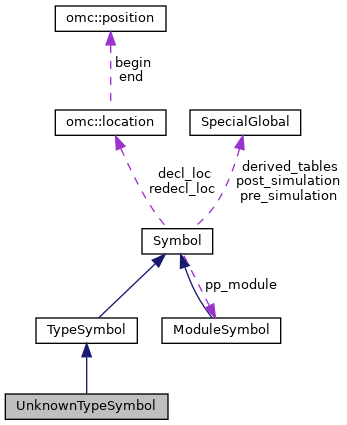 omc::position
begin
end
omc::location
SpecialGlobal
decl_loc
redecl_loc
derived_tables
post_simulation
pre_simulation
Symbol
pp_module
TypeSymbol
ModuleSymbol
UnknownTypeSymbol